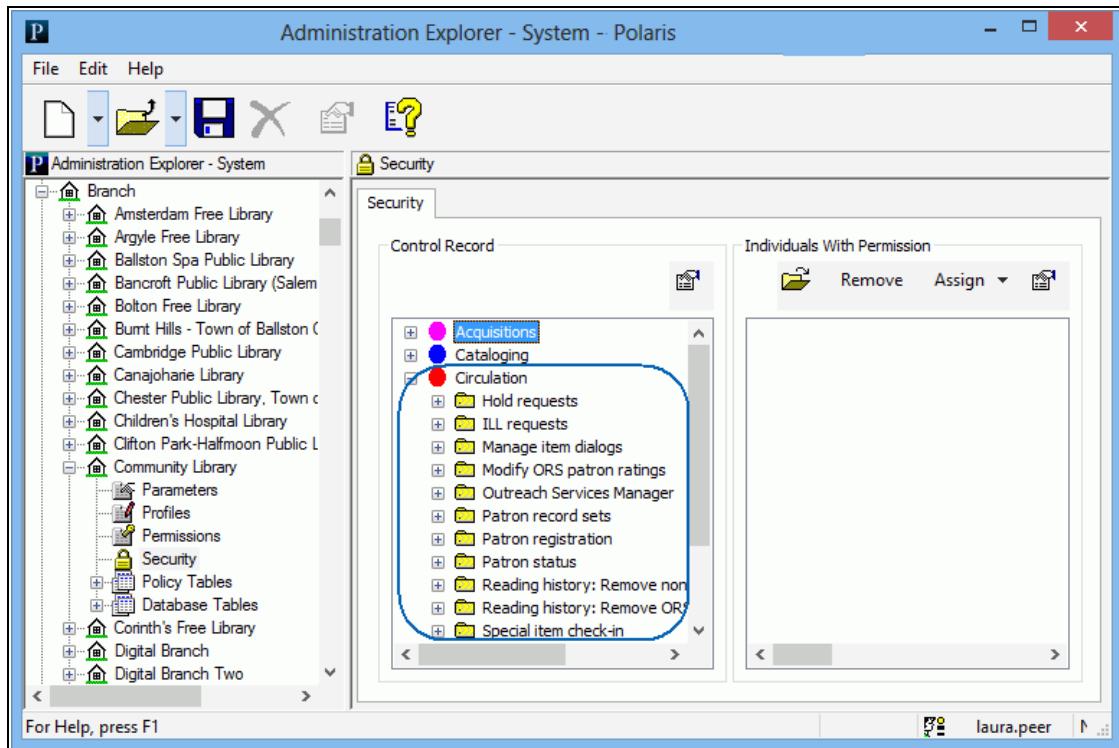 P Administration Explorer - System - Polaris
File Edit Help
P Administration Explorer - System
Branch
Amsterdam Free Library
Argyle Free Library
Ballston Spa Public Library
Bancroft Public Library (Salem
Bolton Free Library
Burnt Hills - Town of Ballston
Cambridge Public Library
Canajoharie Library
Chester Public Library, Town
Children's Hospital Library
Clifton Park-Halfmoon Public L
Community Library
Parameters
Profiles
Permissions
Security
Policy Tables
Database Tables
Corinth's Free Library
Digital Branch
Digital Branch Two
Security
Security
Control Record
Acquisitions
Cataloging
Circulation
Hold requests
ILL requests
Manage item dialogs
Modify ORS patron ratings
Outreach Services Manager
Patron record sets
Patron registration
Patron status
Reading history: Remove non
Reading history: Remove ORS
Special item check-in
Individuals With Permission
Remove Assign
For Help, press F1
laura.peer